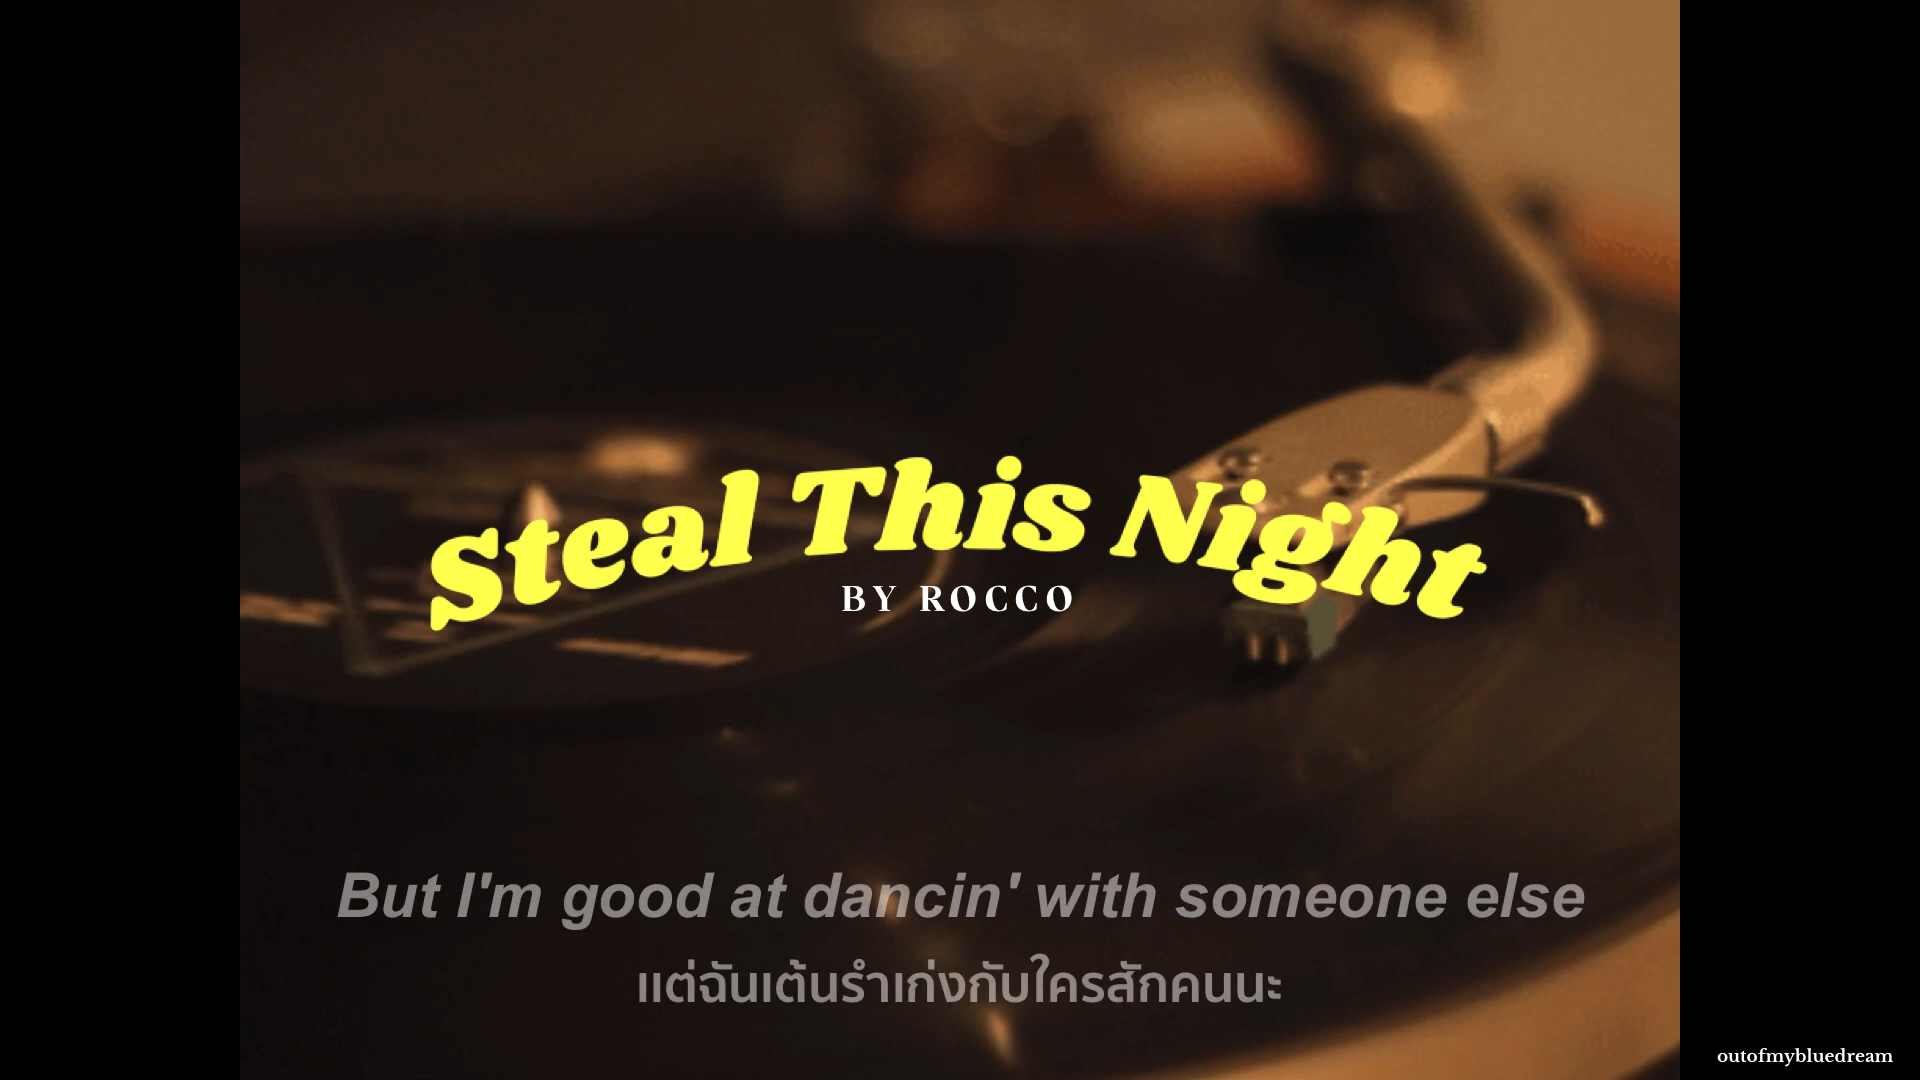 Steal This Night
BY ROCCO
But I'm good at dancin' with someone else
แต่ฉันเต้นรำเก่งกับใครสักคนนะ
outofmybluedream